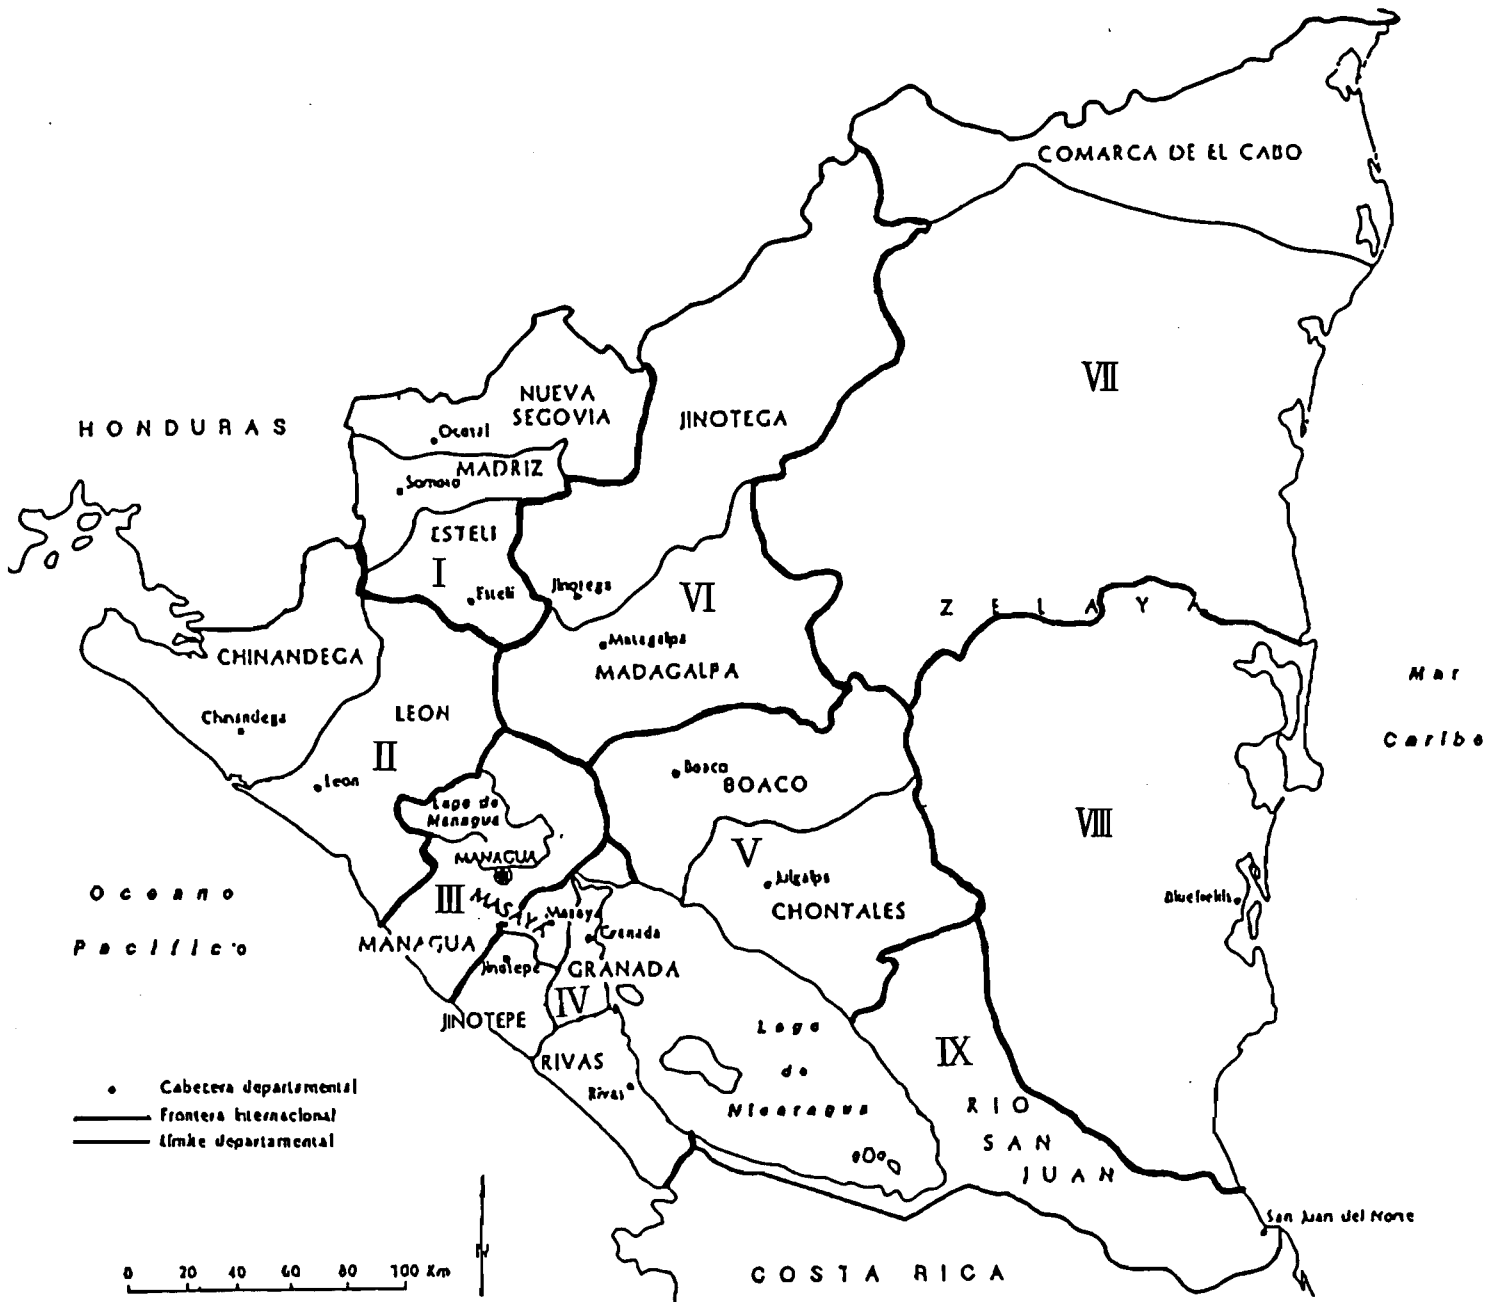 COMARCA DE EL CABO
VII
HONDURAS
NUEVA
SEGOVIA
JINOTEGA
Ocotal
MADRIZ
Somoto
ESTELI
I
Esteli
Jinotega
VI
ZELAYA
Matagalpa
MADAGALPA
CHINANDEGA
Chinandega
LEON
II
Leon
Mar
Caribe
Boaco
BOACO
Lago de
Managua
MANAGUA
V
VIII
Juigalpa
CHONTALES
Bluefields
Oceano
Pacifico
III
MASAYA
Masaya
MANAGUA
Granada
GRANADA
Jinotepe
IV
JINOTEPE
RIVAS
Rivas
Lago
de
Nicaragua
IX
RIO
SAN
JUAN
Cabecera departamental
Frontera Internacional
Límite departamental
San Juan del Norte
N
0 20 40 60 80 100 Km
COSTA RICA